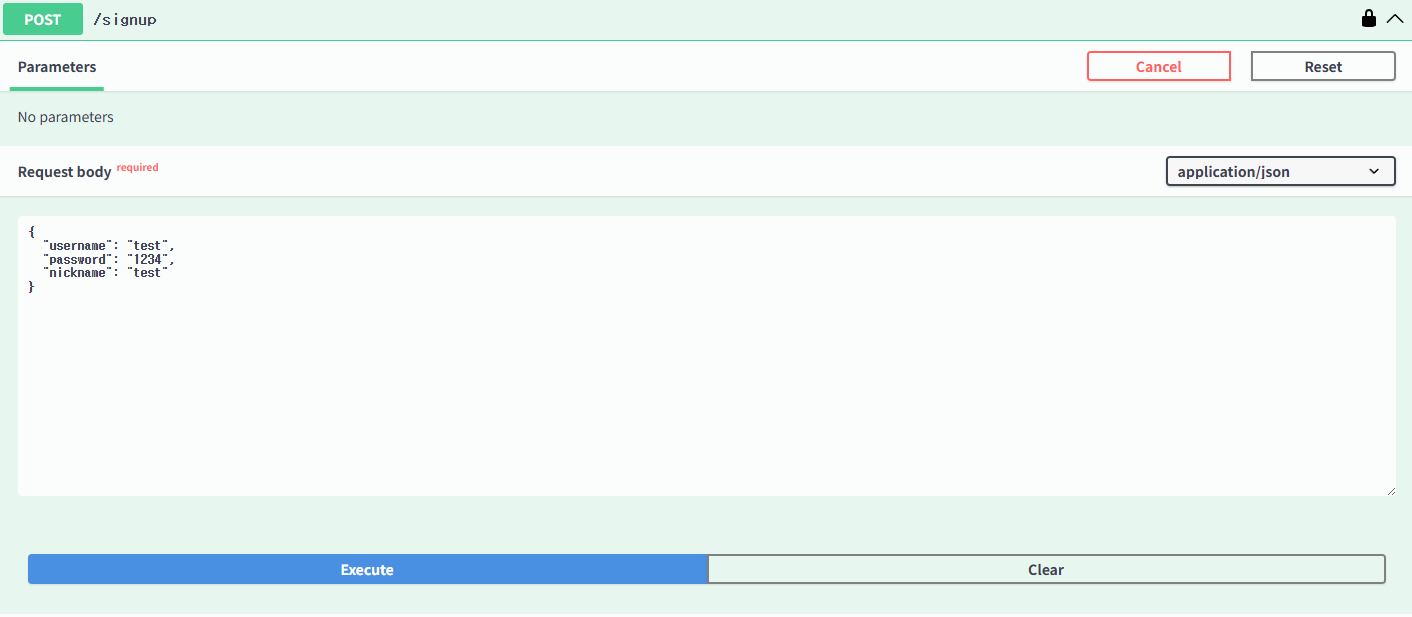 POST /signup
Parameters Cancel Reset
No parameters
Request body required application/json
{
  "username": "test",
  "password": "1234",
  "nickname": "test"
}
Execute Clear